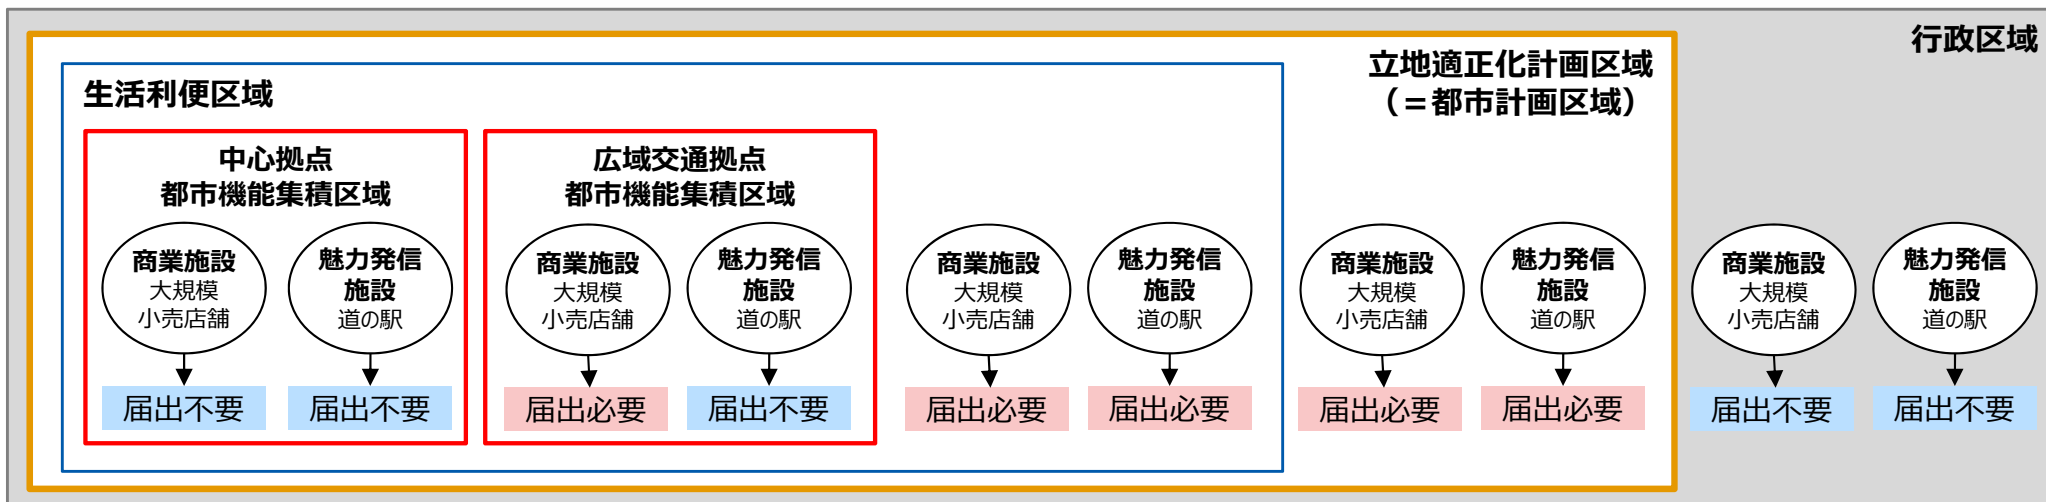 行政区域
立地適正化計画区域
（＝都市計画区域）
生活利便区域
中心拠点
都市機能集積区域
商業施設
大規模
小売店舗
届出不要
魅力発信
施設
道の駅
届出不要
広域交通拠点
都市機能集積区域
商業施設
大規模
小売店舗
届出必要
魅力発信
施設
道の駅
届出不要
商業施設
大規模
小売店舗
届出必要
魅力発信
施設
道の駅
届出必要
商業施設
大規模
小売店舗
届出必要
魅力発信
施設
道の駅
届出必要
商業施設
大規模
小売店舗
届出不要
魅力発信
施設
道の駅
届出不要